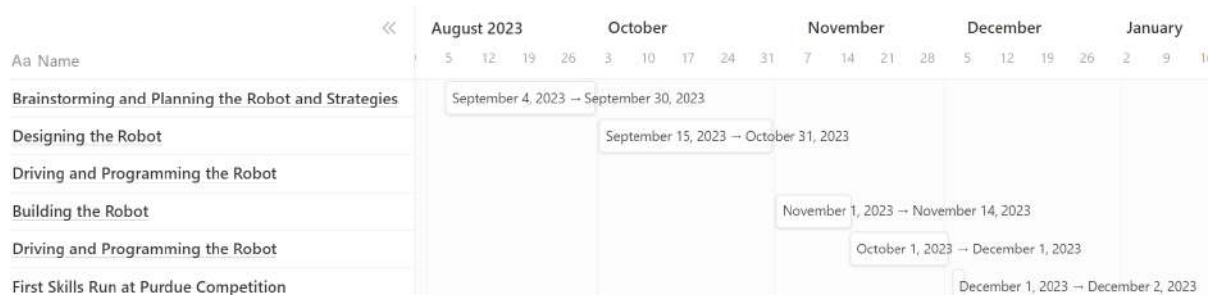 August 2023 October November December January
Aa Name 5 12 19 26 3 10 17 24 31 7 14 21 28 5 12 19 26 2 9
Brainstorming and Planning the Robot and Strategies September 4, 2023 → September 30, 2023
Designing the Robot September 15, 2023 → October 31, 2023
Driving and Programming the Robot
Building the Robot November 1, 2023 → November 14, 2023
Driving and Programming the Robot October 1, 2023 → December 1, 2023
First Skills Run at Purdue Competition December 1, 2023 → December 2, 2023